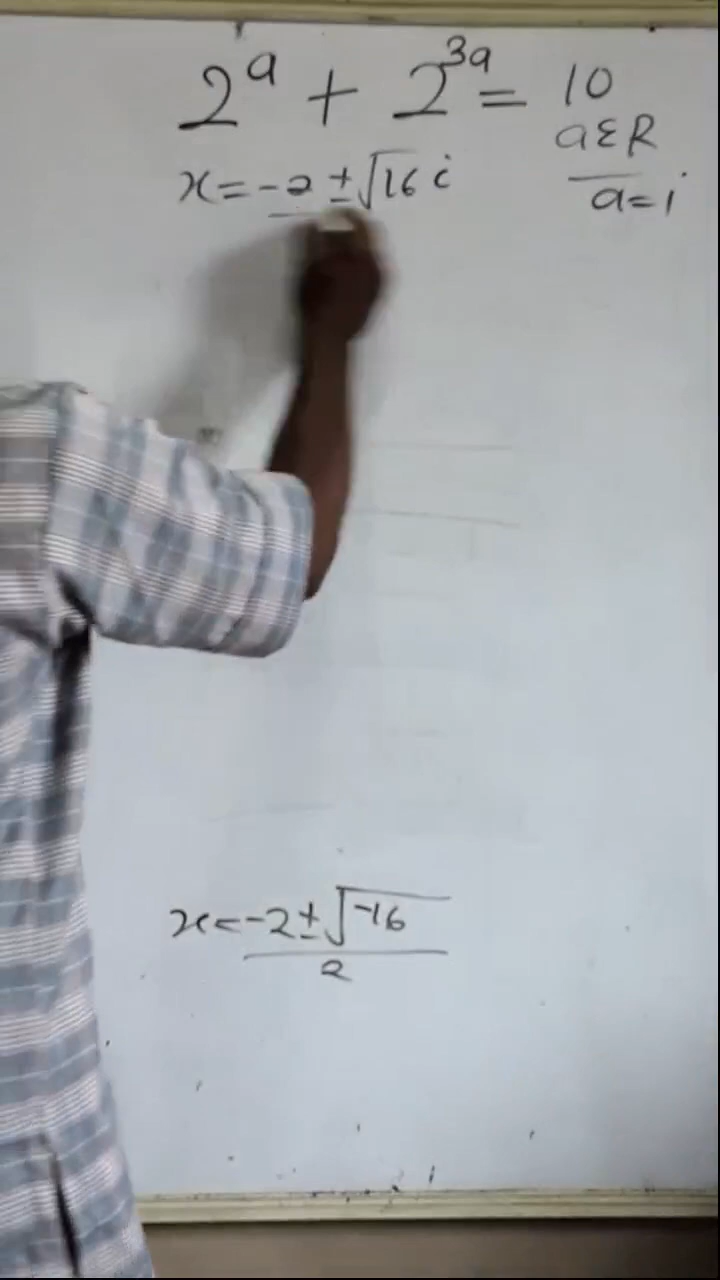 2^a + 2^3a = 10
a ε R
x = -2 ± √16 i
a = 1
x = -2 ± √-16
2